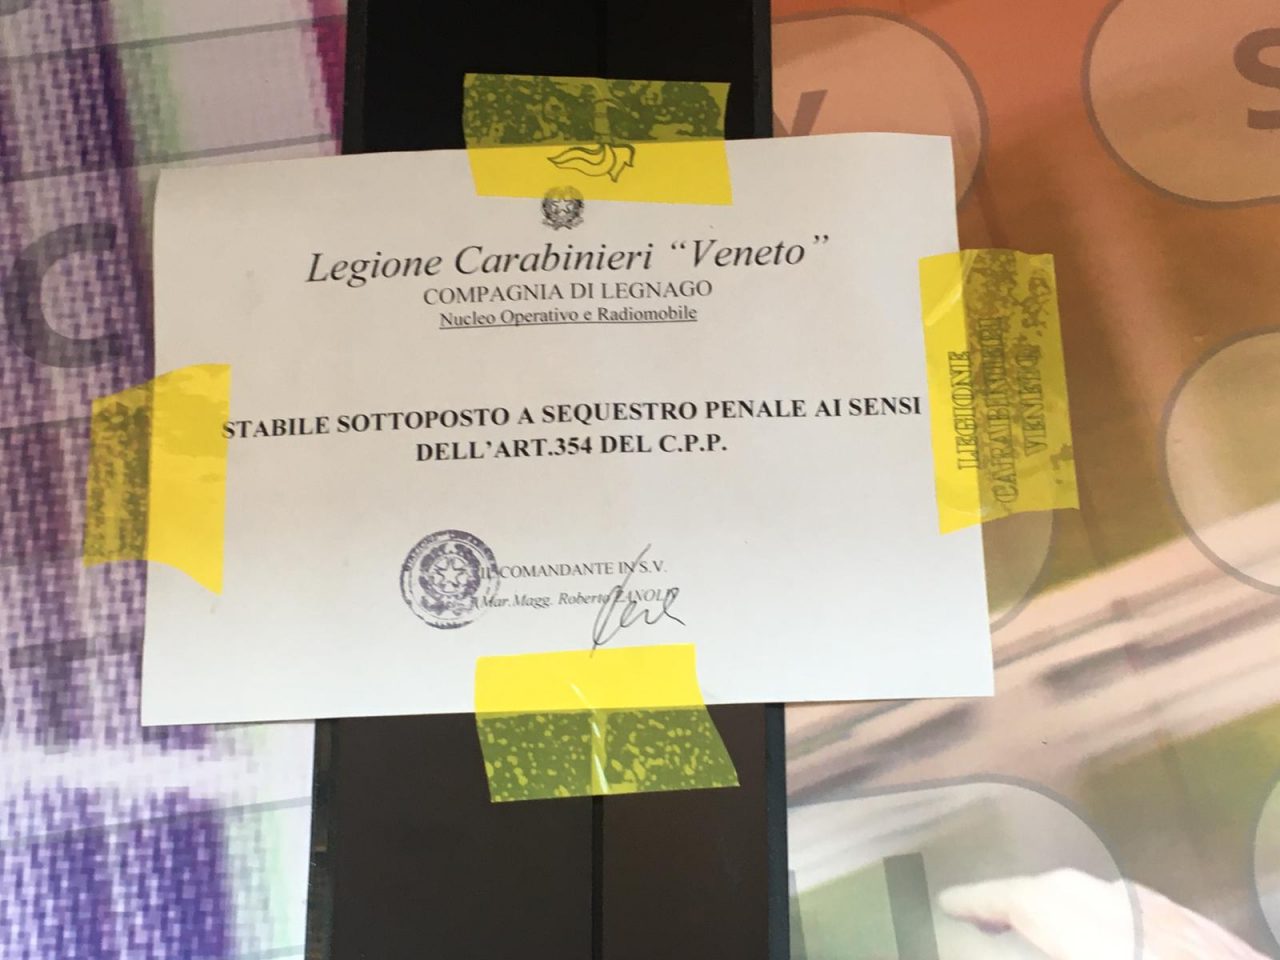 Legione Carabinieri “Veneto”
COMPAGNIA DI LEGNAGO
Nucleo Operativo e Radiomobile
STABILE SOTTOPOSTO A SEQUESTRO PENALE AI SENSI
DELL’ART.354 DEL C.P.P.
IL COMANDANTE IN S.V.
Mar.Magg. Roberto
LEGIONE
CARABINIERI
VENETO
C
T
S